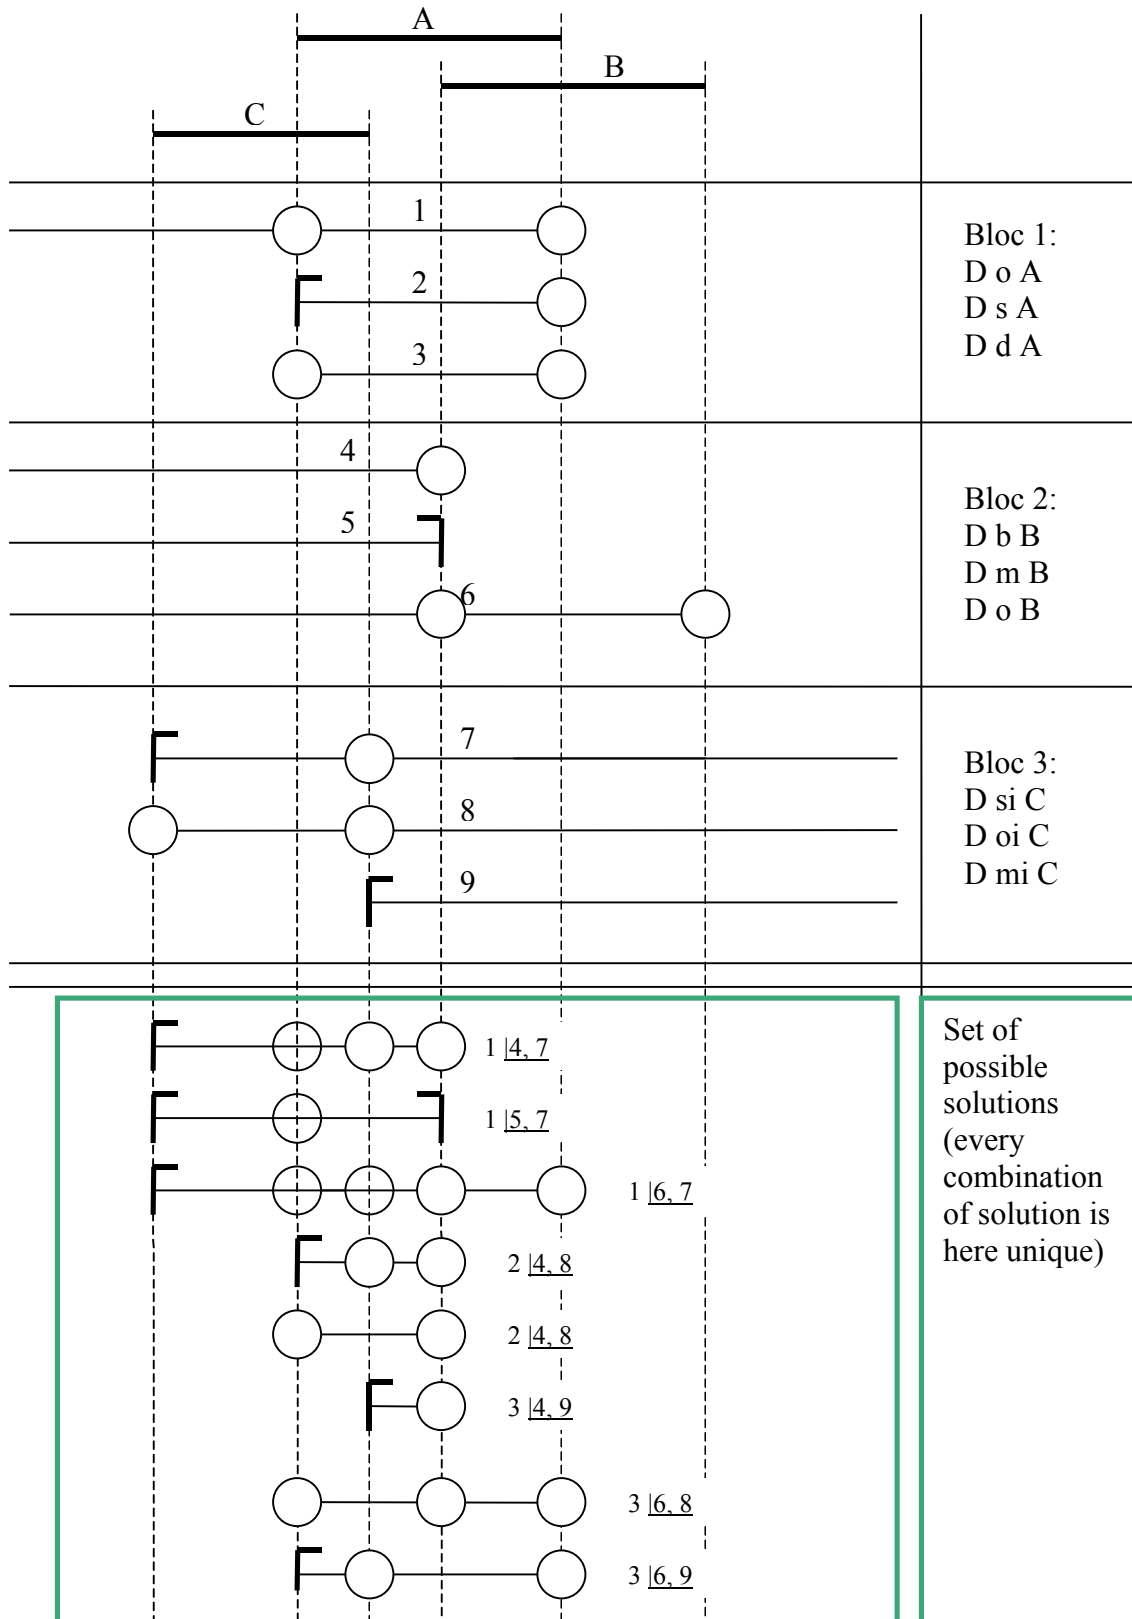 A
B
C
1
2
3
Bloc 1:
D o A
D s A
D d A
4
5
6
Bloc 2:
D b B
D m B
D o B
7
8
9
Bloc 3:
D si C
D oi C
D mi C
1 |4, 7
1 |5, 7
1 |6, 7
2 |4, 8
2 |4, 8
3 |4, 9
3 |6, 8
3 |6, 9
Set of
possible
solutions
(every
combination
of solution is
here unique)